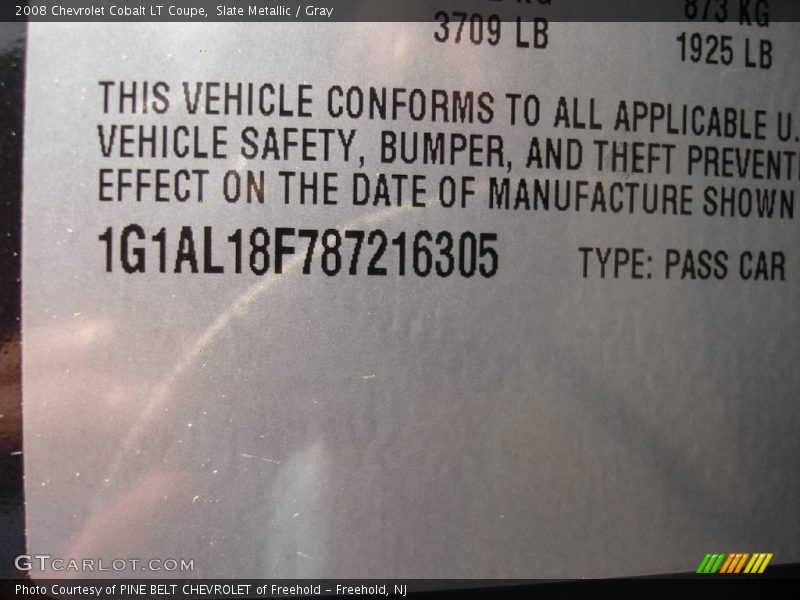 2008 Chevrolet Cobalt LT Coupe, Slate Metallic / Gray
KG 873 KG
3709 LB 1925 LB
THIS VEHICLE CONFORMS TO ALL APPLICABLE U.
VEHICLE SAFETY, BUMPER, AND THEFT PREVENTI
EFFECT ON THE DATE OF MANUFACTURE SHOWN
1G1AL18F787216305 TYPE: PASS CAR
GTCARLOT.COM
Photo Courtesy of PINE BELT CHEVROLET of Freehold - Freehold, NJ